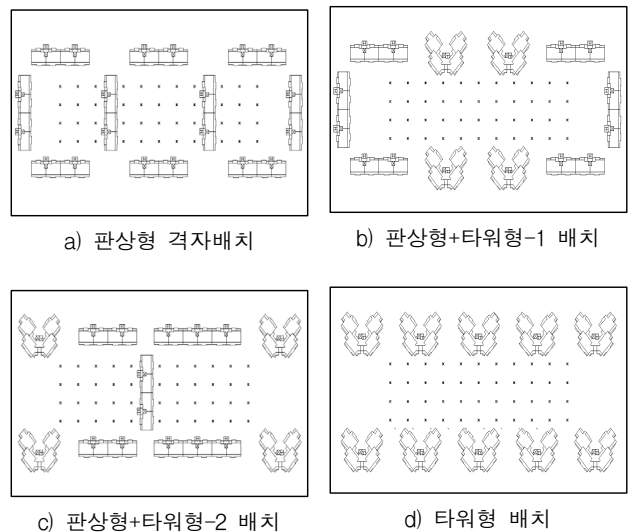 a) 판상형 격자배치
b) 판상형+타워형-1 배치
c) 판상형+타워형-2 배치
d) 타워형 배치